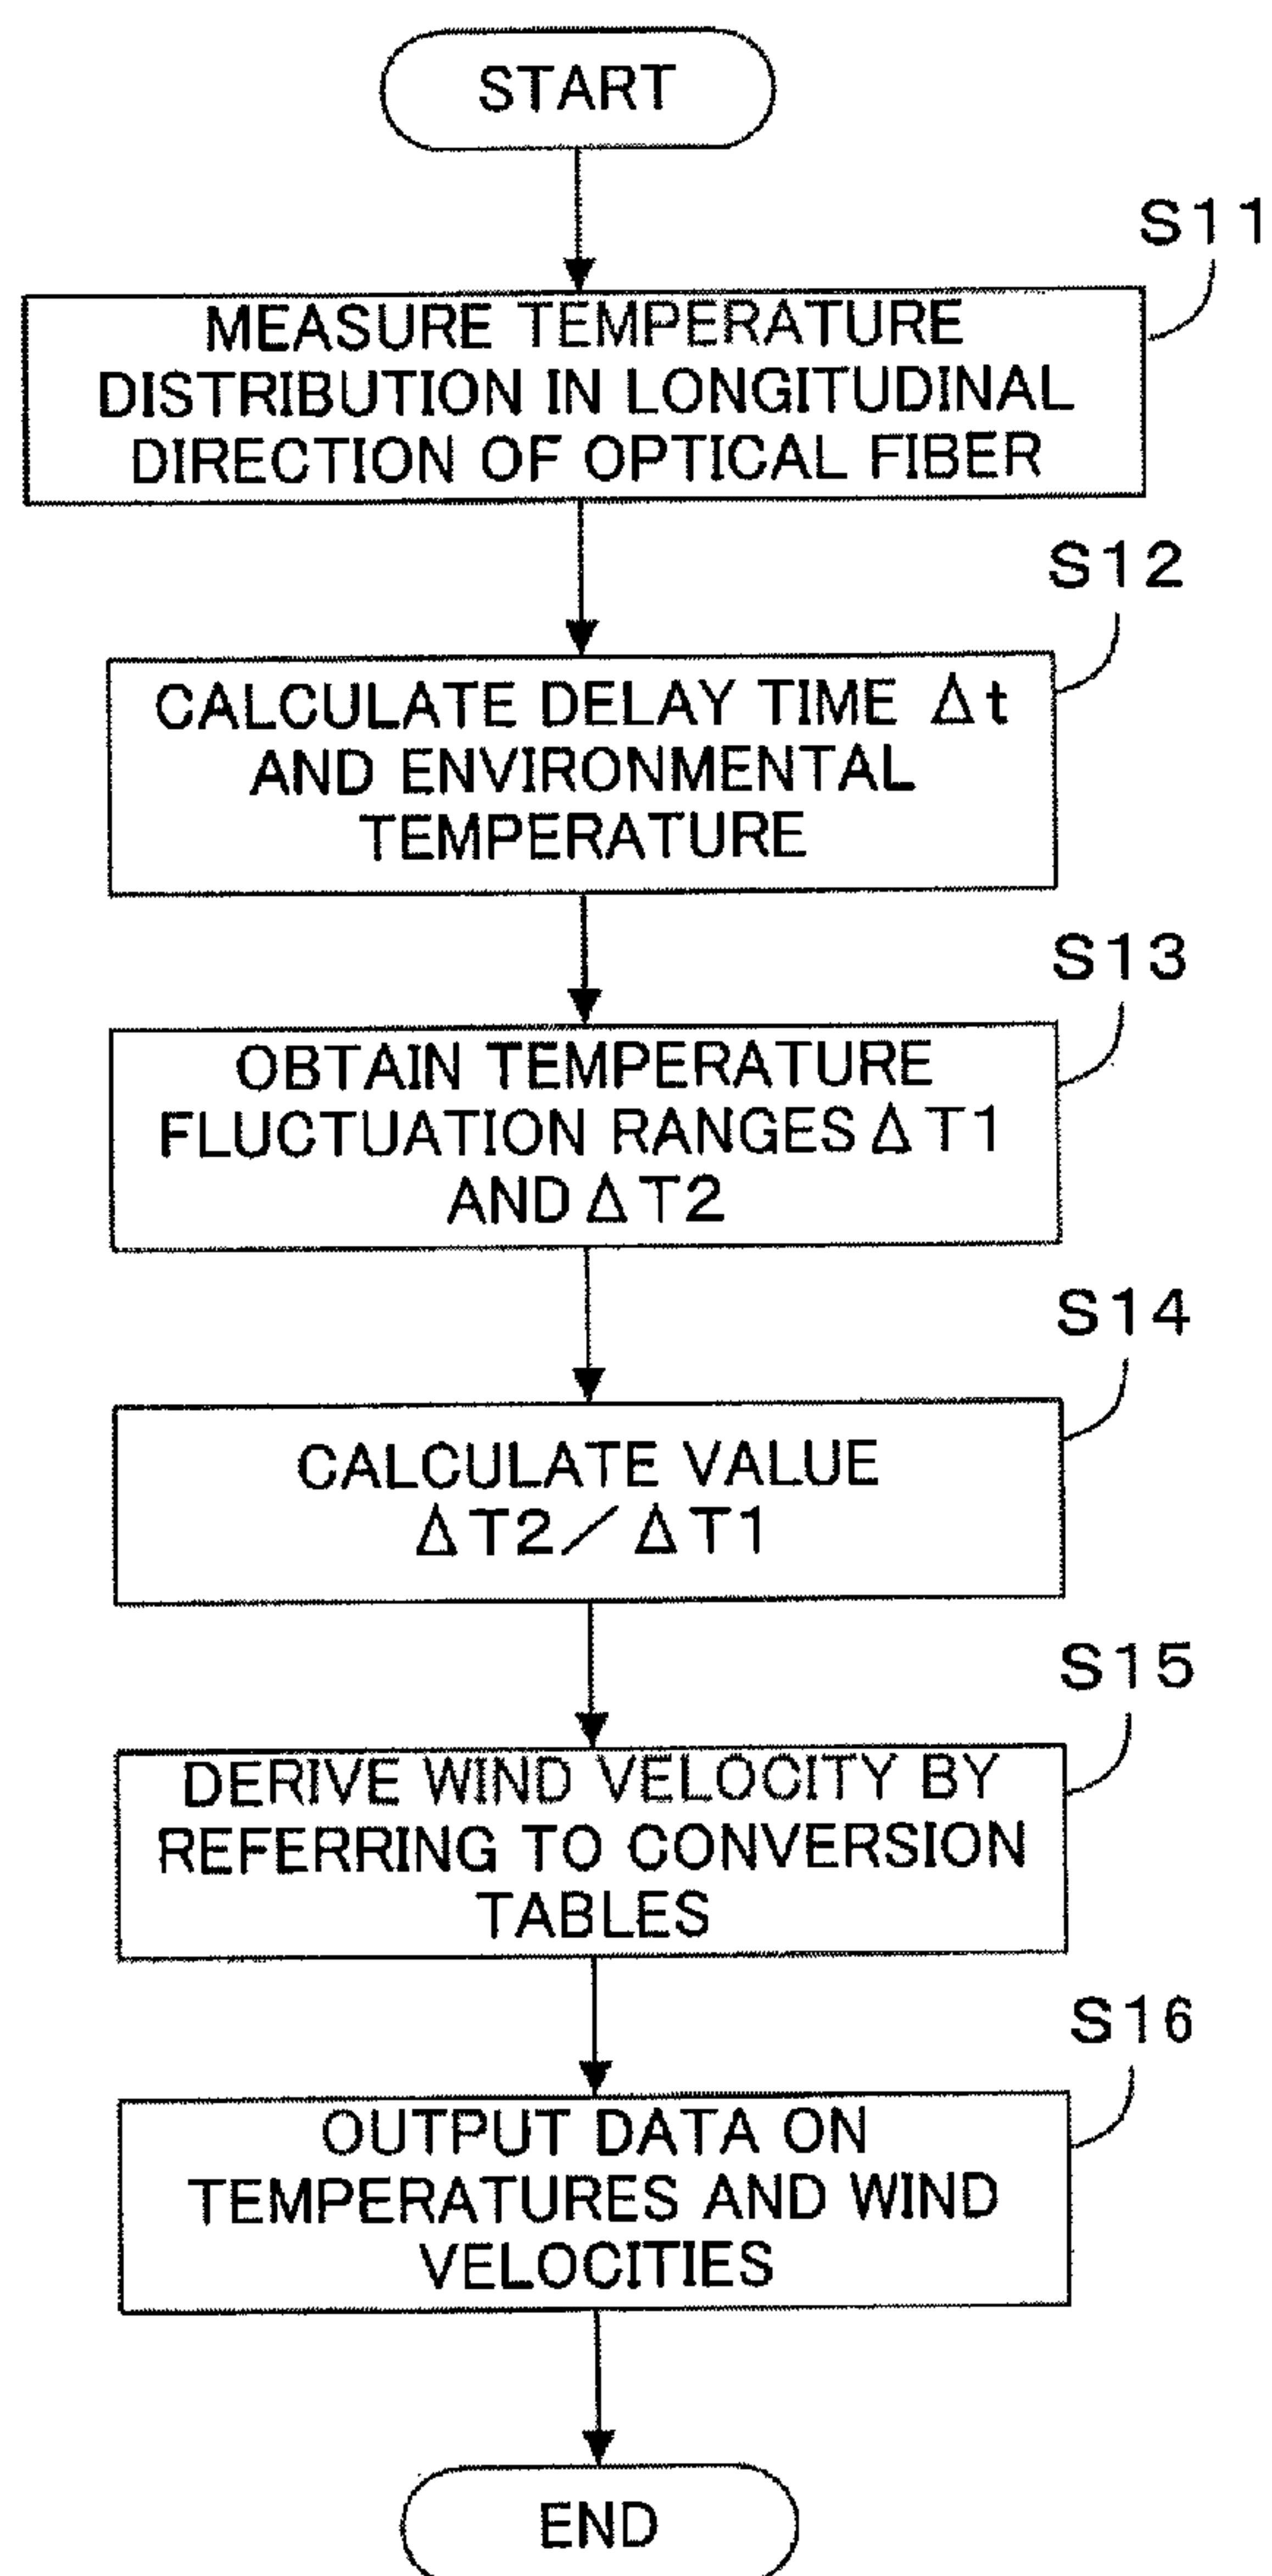 START
S11
MEASURE TEMPERATURE
DISTRIBUTION IN LONGITUDINAL
DIRECTION OF OPTICAL FIBER
S12
CALCULATE DELAY TIME Δt
AND ENVIRONMENTAL
TEMPERATURE
S13
OBTAIN TEMPERATURE
FLUCTUATION RANGES ΔT1
AND ΔT2
S14
CALCULATE VALUE
ΔT2／ΔT1
S15
DERIVE WIND VELOCITY BY
REFERRING TO CONVERSION
TABLES
S16
OUTPUT DATA ON
TEMPERATURES AND WIND
VELOCITIES
END